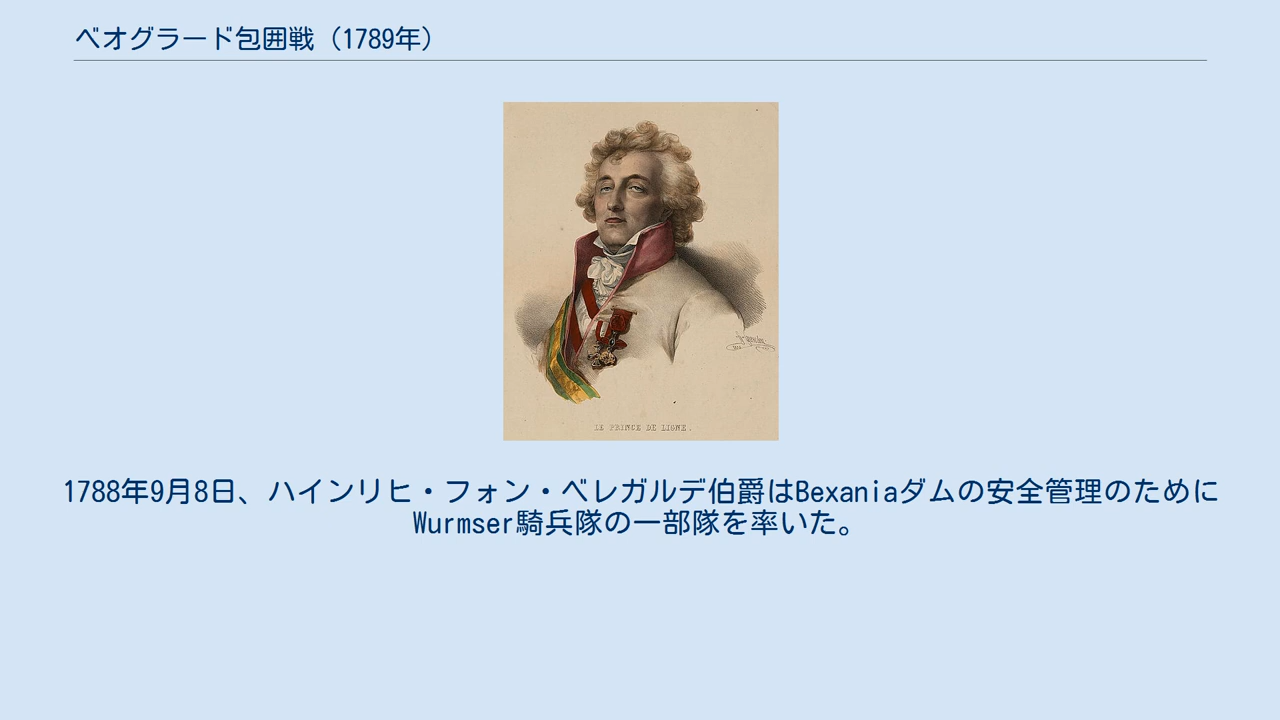 ベオグラード包囲戦（1789年）
LE PRINCE DE LIGNE.
1788年9月8日、ハインリヒ・フォン・ベレガルデ伯爵はBexaniaダムの安全管理のために
Wurmser騎兵隊の一部隊を率いた。